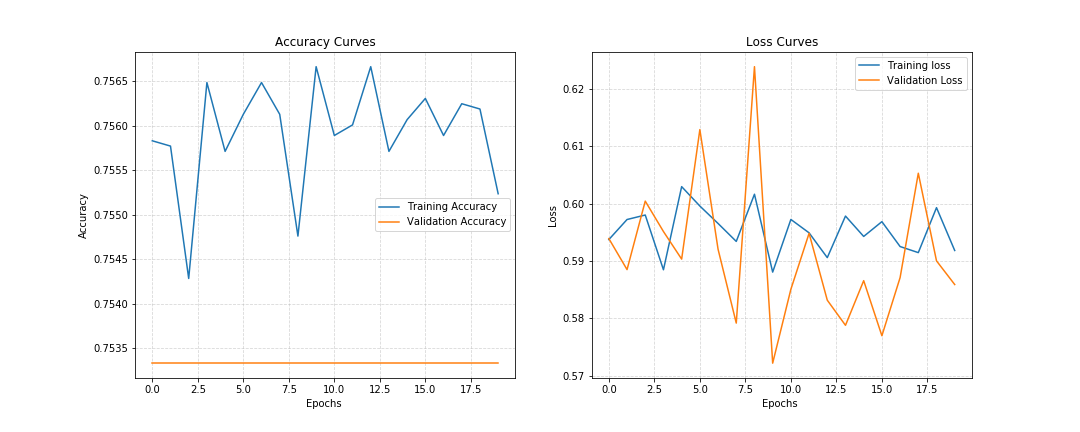 Accuracy Curves
0.7565
0.7560
0.7555
0.7550
0.7545
0.7540
0.7535
Accuracy
Training Accuracy
Validation Accuracy
0.0 2.5 5.0 7.5 10.0 12.5 15.0 17.5
Epochs
Loss Curves
0.62
0.61
0.60
0.59
0.58
0.57
Loss
Training loss
Validation Loss
0.0 2.5 5.0 7.5 10.0 12.5 15.0 17.5
Epochs